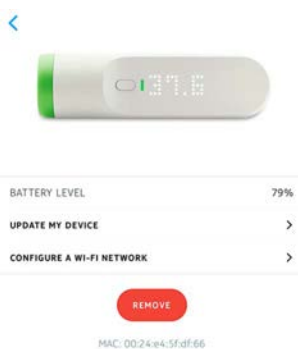 37.6
BATTERY LEVEL 79%
UPDATE MY DEVICE
CONFIGURE A WI-FI NETWORK
REMOVE
MAC: 00:24:e4:5f:df:66